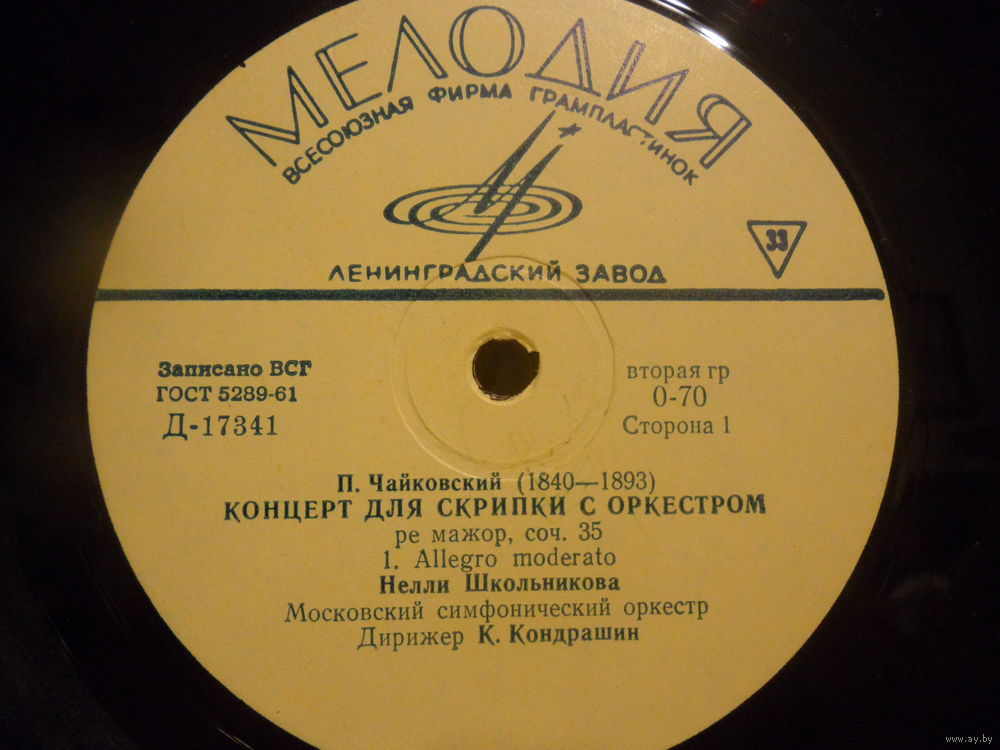 МЕЛОДИЯ
ВСЕСОЮЗНАЯ ФИРМА ГРАМПЛАСТИНОК
33
ЛЕНИНГРАДСКИЙ ЗАВОД
Записано ВСГ
ГОСТ 5289-61
Д-17341
вторая гр
0-70
Сторона 1
П. Чайковский (1840—1893)
КОНЦЕРТ ДЛЯ СКРИПКИ С ОРКЕСТРОМ
ре мажор, соч. 35
1. Allegro moderato
Нелли Школьникова
Московский симфонический оркестр
Дирижер К. Кондрашин
www.ay.by